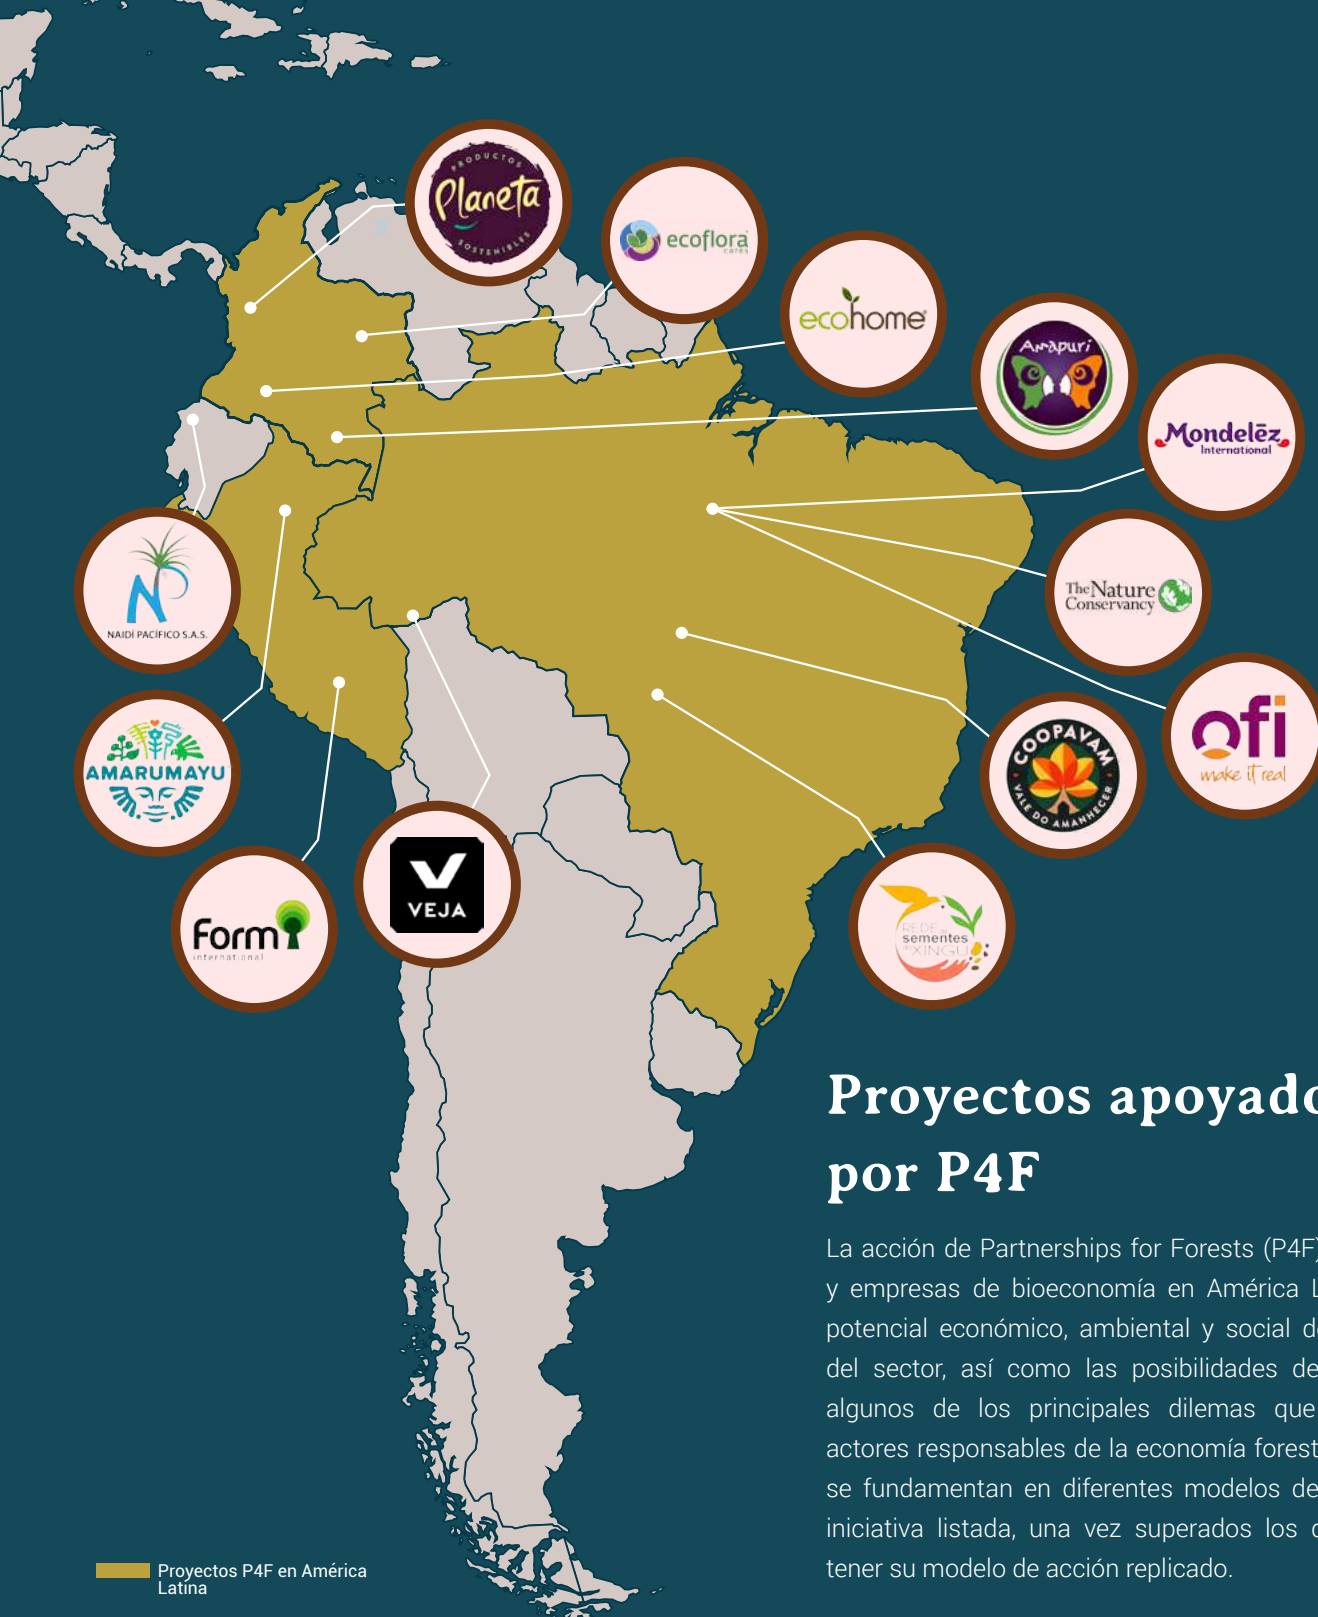 PRODUCTOS
Planeta
SOSTENIBLES
ecoflora
cares
ecohome
Amapuri
Mondelēz
International
NAIDÍ PACÍFICO S.A.S.
The Nature
Conservancy
AMARUMAYU
COOPAVAM
VALE DO AMANHECER
ofi
make it real
Form
international
VEJA
REDE de
sementes
do XINGU
Proyectos apoyado
por P4F
La acción de Partnerships for Forests (P4F)
y empresas de bioeconomía en América L
potencial económico, ambiental y social de
del sector, así como las posibilidades de
algunos de los principales dilemas que
actores responsables de la economía forest
se fundamentan en diferentes modelos de
iniciativa listada, una vez superados los
tener su modelo de acción replicado.
Proyectos P4F en América
Latina